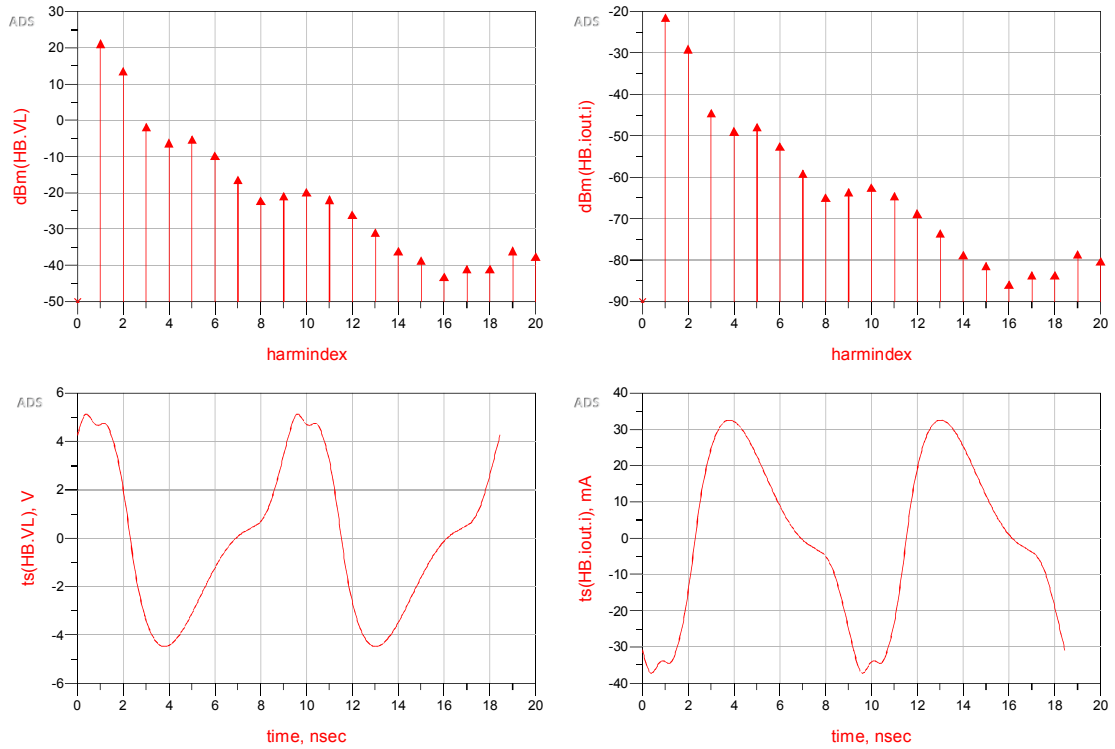 ADS
dBm(HB.VL)
30
20
10
0
-10
-20
-30
-40
-50
0 2 4 6 8 10 12 14 16 18 20
harmindex
ADS
dBm(HB.iout.i)
-20
-30
-40
-50
-60
-70
-80
-90
0 2 4 6 8 10 12 14 16 18 20
harmindex
ADS
ts(HB.VL), V
6
4
2
0
-2
-4
-6
0 2 4 6 8 10 12 14 16 18 20
time, nsec
ADS
ts(HB.iout.i), mA
40
30
20
10
0
-10
-20
-30
-40
0 2 4 6 8 10 12 14 16 18 20
time, nsec